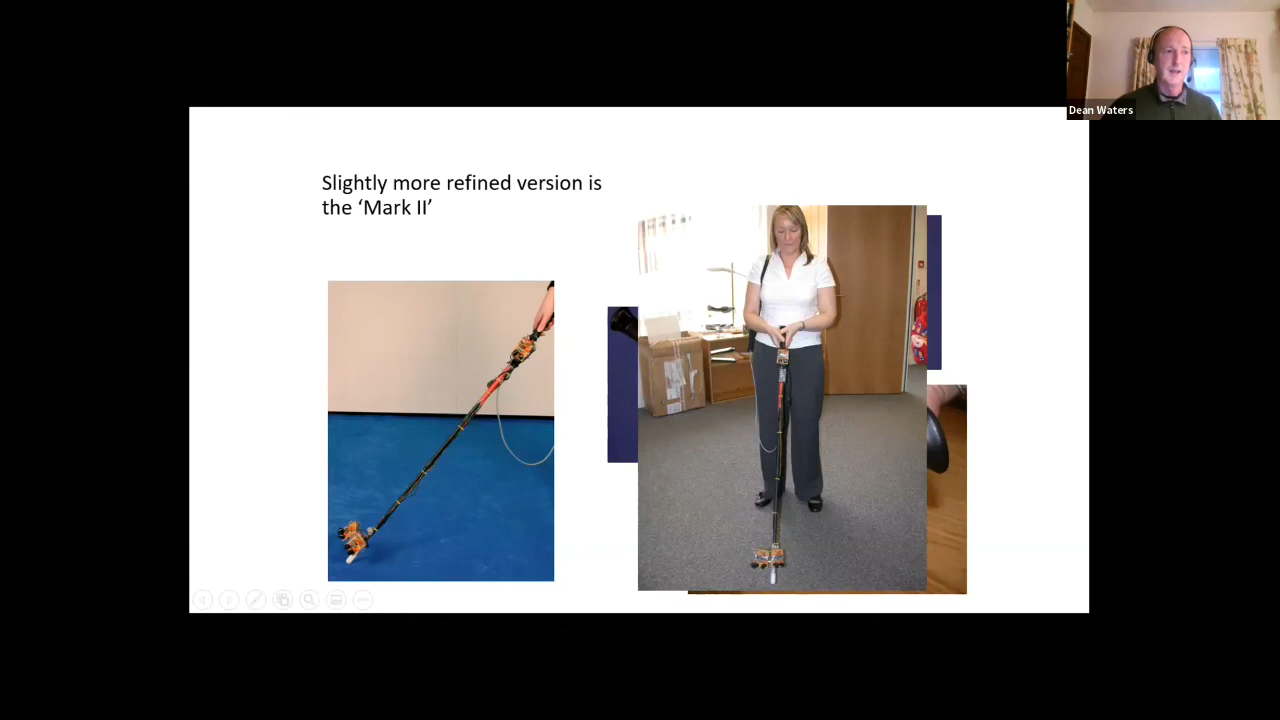 Dean Waters
Slightly more refined version is
the ‘Mark II’